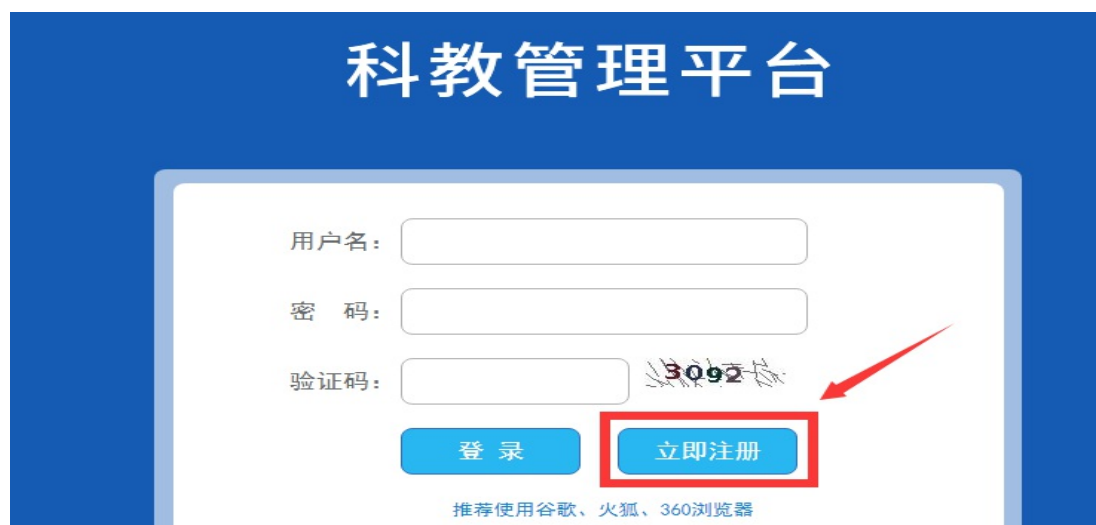 科教管理平台
用户名：
密 码：
验证码： 3092
登 录 立即注册
推荐使用谷歌、火狐、360浏览器